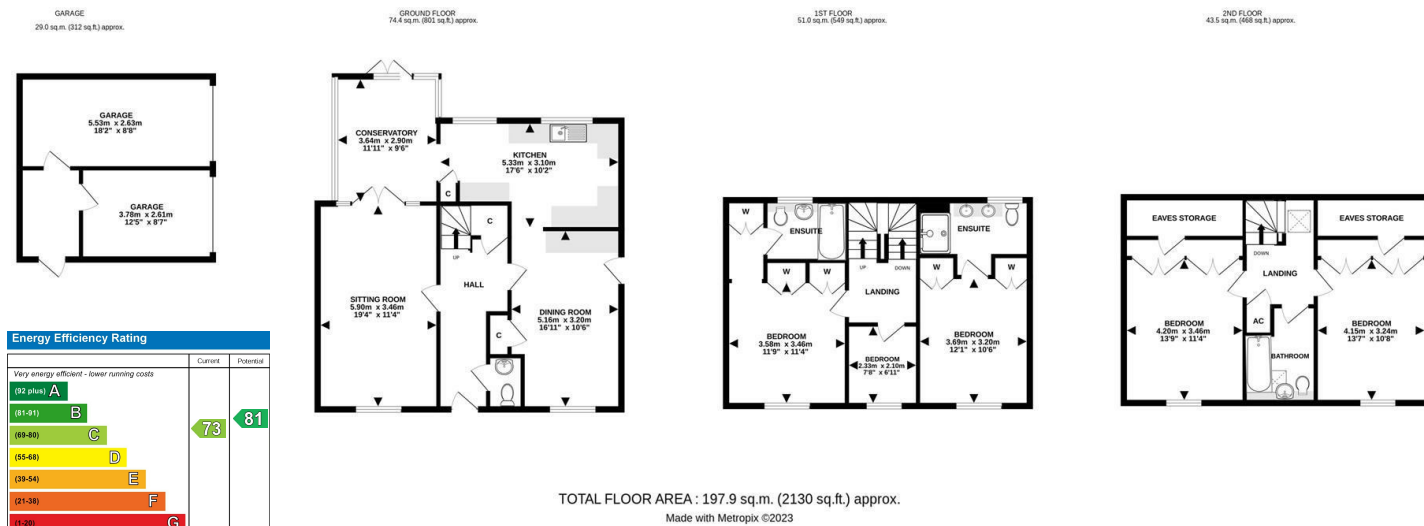 GARAGE
29.0 sq.m. (312 sq.ft.) approx.
GARAGE
5.53m x 2.63m
18'2" x 8'8"
GARAGE
3.78m x 2.61m
12'5" x 8'7"
GROUND FLOOR
74.4 sq.m. (801 sq.ft.) approx.
CONSERVATORY
3.64m x 2.90m
11'11" x 9'6"
KITCHEN
5.33m x 3.10m
17'6" x 10'2"
C
C
UP
HALL
SITTING ROOM
5.90m x 3.46m
19'4" x 11'4"
DINING ROOM
5.16m x 3.20m
16'11" x 10'6"
C
1ST FLOOR
51.0 sq.m. (549 sq.ft.) approx.
W
ENSUITE
ENSUITE
W
W
UP
DOWN
W
W
LANDING
BEDROOM
3.58m x 3.46m
11'9" x 11'4"
BEDROOM
2.33m x 2.10m
7'8" x 6'11"
BEDROOM
3.69m x 3.20m
12'1" x 10'6"
2ND FLOOR
43.5 sq.m. (468 sq.ft.) approx.
EAVES STORAGE
EAVES STORAGE
DOWN
LANDING
BEDROOM
4.20m x 3.46m
13'9" x 11'4"
AC
BATHROOM
BEDROOM
4.15m x 3.24m
13'7" x 10'8"
Energy Efficiency Rating
Current Potential
Very energy efficient - lower running costs
(92 plus) A
(81-91) B
(69-80) C
(55-68) D
(39-54) E
(21-38) F
(1-20) G
73
81
TOTAL FLOOR AREA : 197.9 sq.m. (2130 sq.ft.) approx.
Made with Metropix ©2023